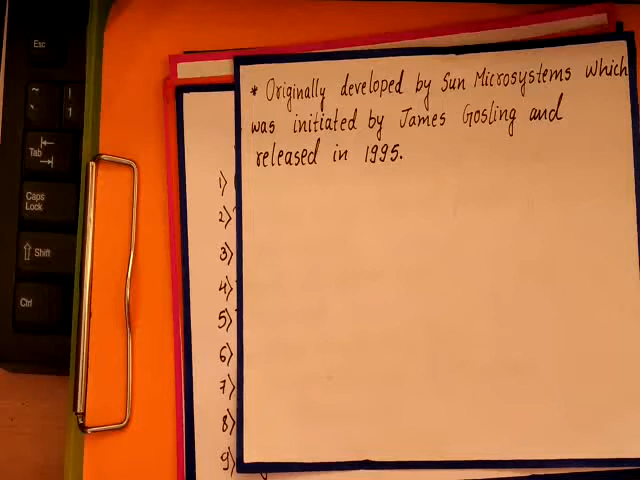 * Originally developed by Sun Microsystems which
was initiated by James Gosling and
released in 1995.
1)
2)
3)
4)
5)
6)
7)
8)
9)
Esc
~
`
!
1
Tab
Caps
Lock
Shift
Ctrl